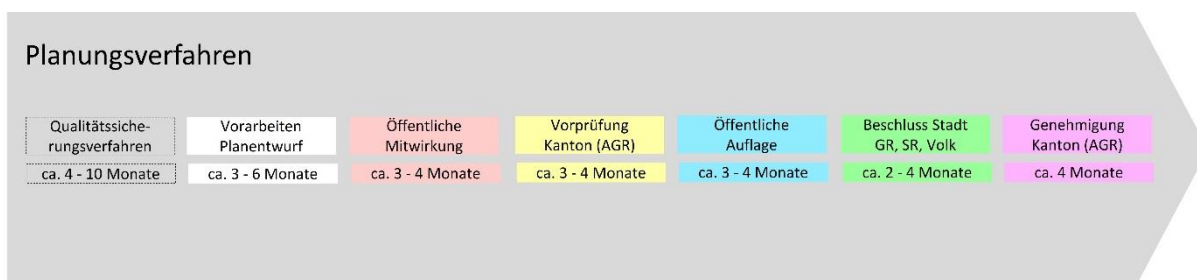 Planungsverfahren
Qualitätssiche-
rungsverfahren
ca. 4 - 10 Monate
Vorarbeiten
Planentwurf
ca. 3 - 6 Monate
Öffentliche
Mitwirkung
ca. 3 - 4 Monate
Vorprüfung
Kanton (AGR)
ca. 3 - 4 Monate
Öffentliche
Auflage
ca. 3 - 4 Monate
Beschluss Stadt
GR, SR, Volk
ca. 2 - 4 Monate
Genehmigung
Kanton (AGR)
ca. 4 Monate